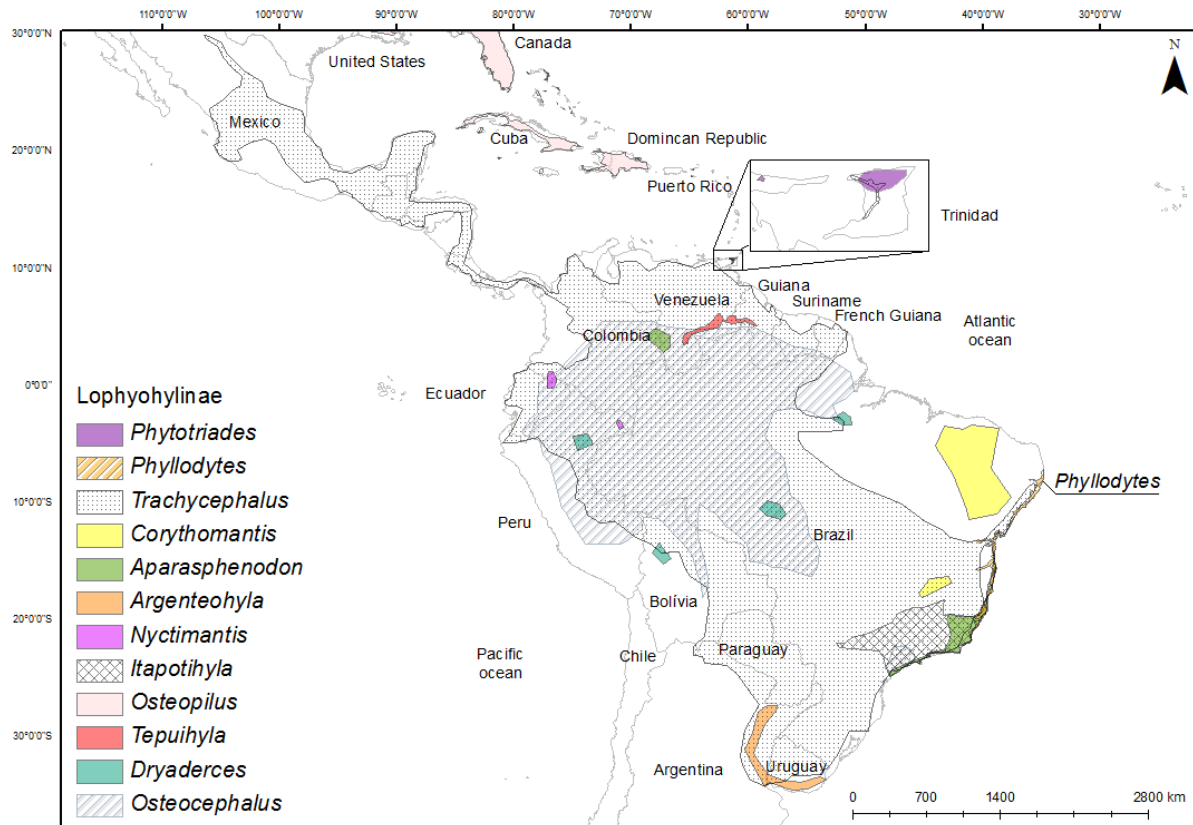 110°0'0"W 100°0'0"W 90°0'0"W 80°0'0"W 70°0'0"W 60°0'0"W 50°0'0"W 40°0'0"W 30°0'0"W
30°0'0"N
20°0'0"N
10°0'0"N
0°0'0"
10°0'0"S
20°0'0"S
30°0'0"S
N
Canada
United States
Mexico
Cuba
Domincan Republic
Puerto Rico
Trinidad
Guiana
Venezuela
Suriname
French Guiana
Colombia
Atlantic
ocean
Ecuador
Phyllodytes
Peru
Brazil
Bolívia
Paraguay
Chile
Pacific
ocean
Argentina
Uruguay
Lophyohylinae
Phytotriades
Phyllodytes
Trachycephalus
Corythomantis
Aparasphenodon
Argenteohyla
Nyctimantis
Itapotihyla
Osteopilus
Tepuihyla
Dryaderces
Osteocephalus
0 700 1400 2800 km